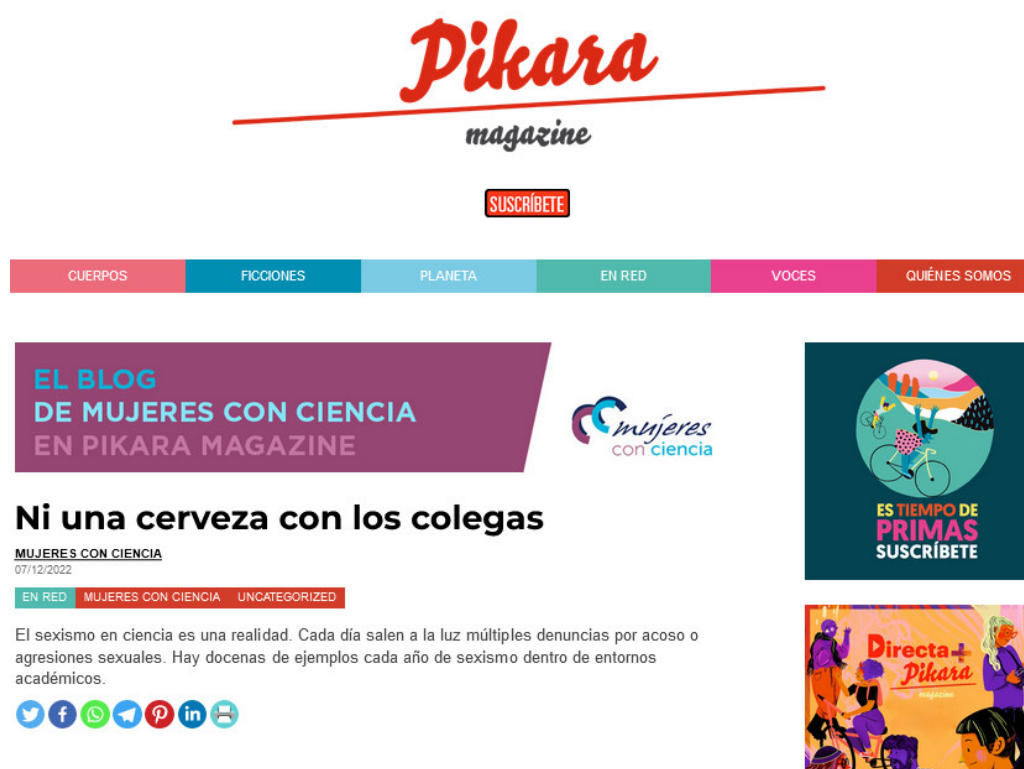 Pikara
magazine
SUSCRÍBETE
CUERPOS
FICCIONES
PLANETA
EN RED
VOCES
QUIÉNES SOMOS
EL BLOG
DE MUJERES CON CIENCIA
EN PIKARA MAGAZINE
mujeres
con ciencia
Ni una cerveza con los colegas
MUJERES CON CIENCIA
07/12/2022
EN RED
MUJERES CON CIENCIA
UNCATEGORIZED
El sexismo en ciencia es una realidad. Cada día salen a la luz múltiples denuncias por acoso o
agresiones sexuales. Hay docenas de ejemplos cada año de sexismo dentro de entornos
académicos.
ES TIEMPO DE
PRIMAS
SUSCRÍBETE
Directa+
Pikara
magazine